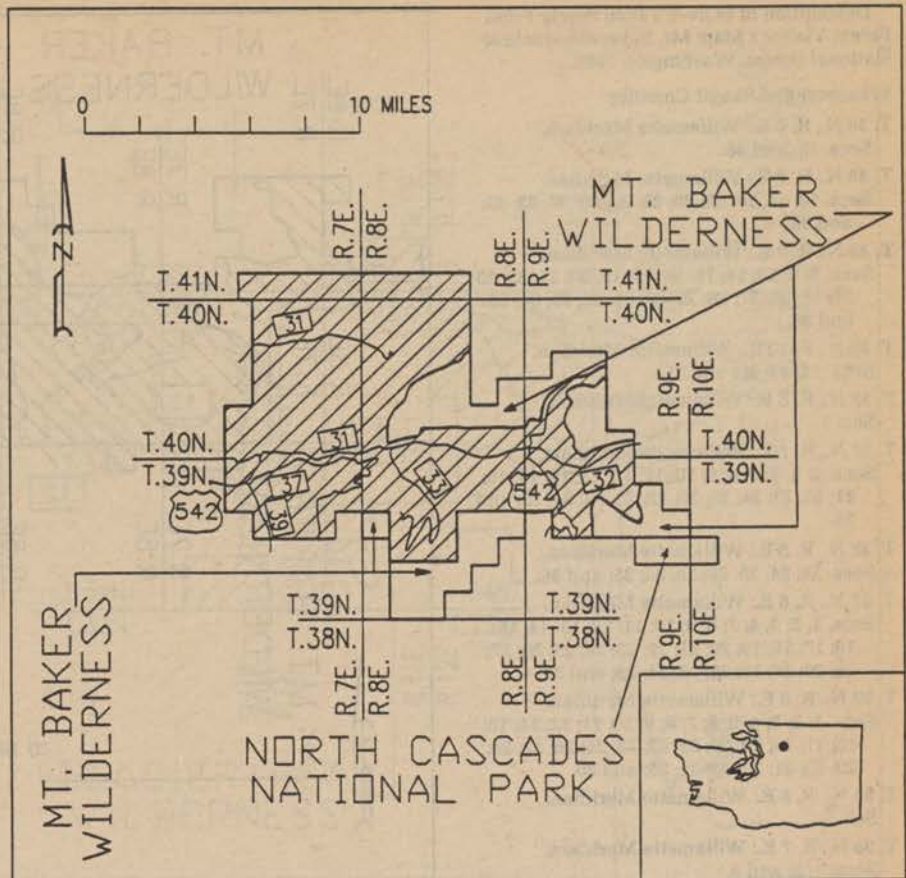 0 10 MILES
N
MT. BAKER
WILDERNESS
R.7E.
R.8E.
R.8E.
R.9E.
T.41N.
T.40N.
T.41N.
T.40N.
31
R.9E.
R.10E.
T.40N.
T.39N.
31
T.40N.
T.39N.
37
33
32
542
542
39
T.39N.
T.38N.
T.39N.
T.38N.
R.7E.
R.8E.
R.8E.
R.9E.
R.9E.
R.10E.
MT. BAKER
WILDERNESS
NORTH CASCADES
NATIONAL PARK